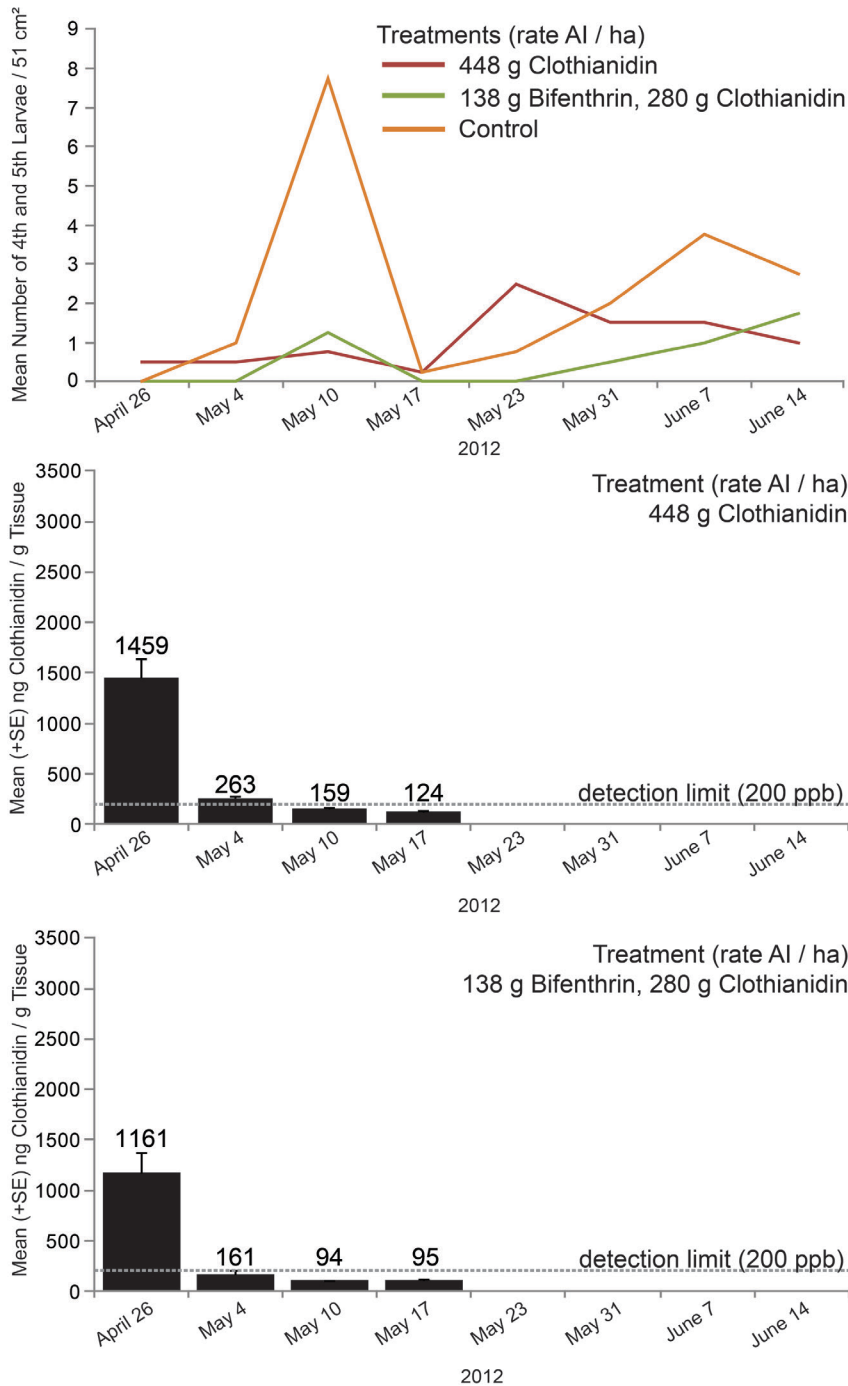 Mean Number of 4th and 5th Larvae / 51 cm²
9
8
7
6
5
4
3
2
1
0
Treatments (rate AI / ha)
448 g Clothianidin
138 g Bifenthrin, 280 g Clothianidin
Control
April 26
May 4
May 10
May 17
May 23
May 31
June 7
June 14
2012
Mean (+SE) ng Clothianidin / g Tissue
3500
3000
2500
2000
1500
1000
500
0
Treatment (rate AI / ha)
448 g Clothianidin
1459
263
159
124
detection limit (200 ppb)
April 26
May 4
May 10
May 17
May 23
May 31
June 7
June 14
2012
Mean (+SE) ng Clothianidin / g Tissue
3500
3000
2500
2000
1500
1000
500
0
Treatment (rate AI / ha)
138 g Bifenthrin, 280 g Clothianidin
1161
161
94
95
detection limit (200 ppb)
April 26
May 4
May 10
May 17
May 23
May 31
June 7
June 14
2012